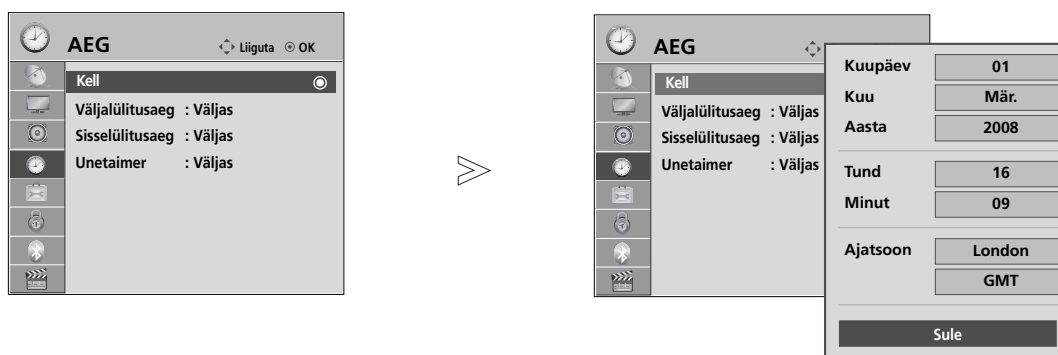 AEG Liiguta OK
Kell
Väljalülitusaeg : Väljas
Sisselülitusaeg : Väljas
Unetaimer : Väljas
AEG
Kell
Väljalülitusaeg : Väljas
Sisselülitusaeg : Väljas
Unetaimer : Väljas
Kuupäev 01
Kuu Mär.
Aasta 2008
Tund 16
Minut 09
Ajatsoon London
GMT
Sule